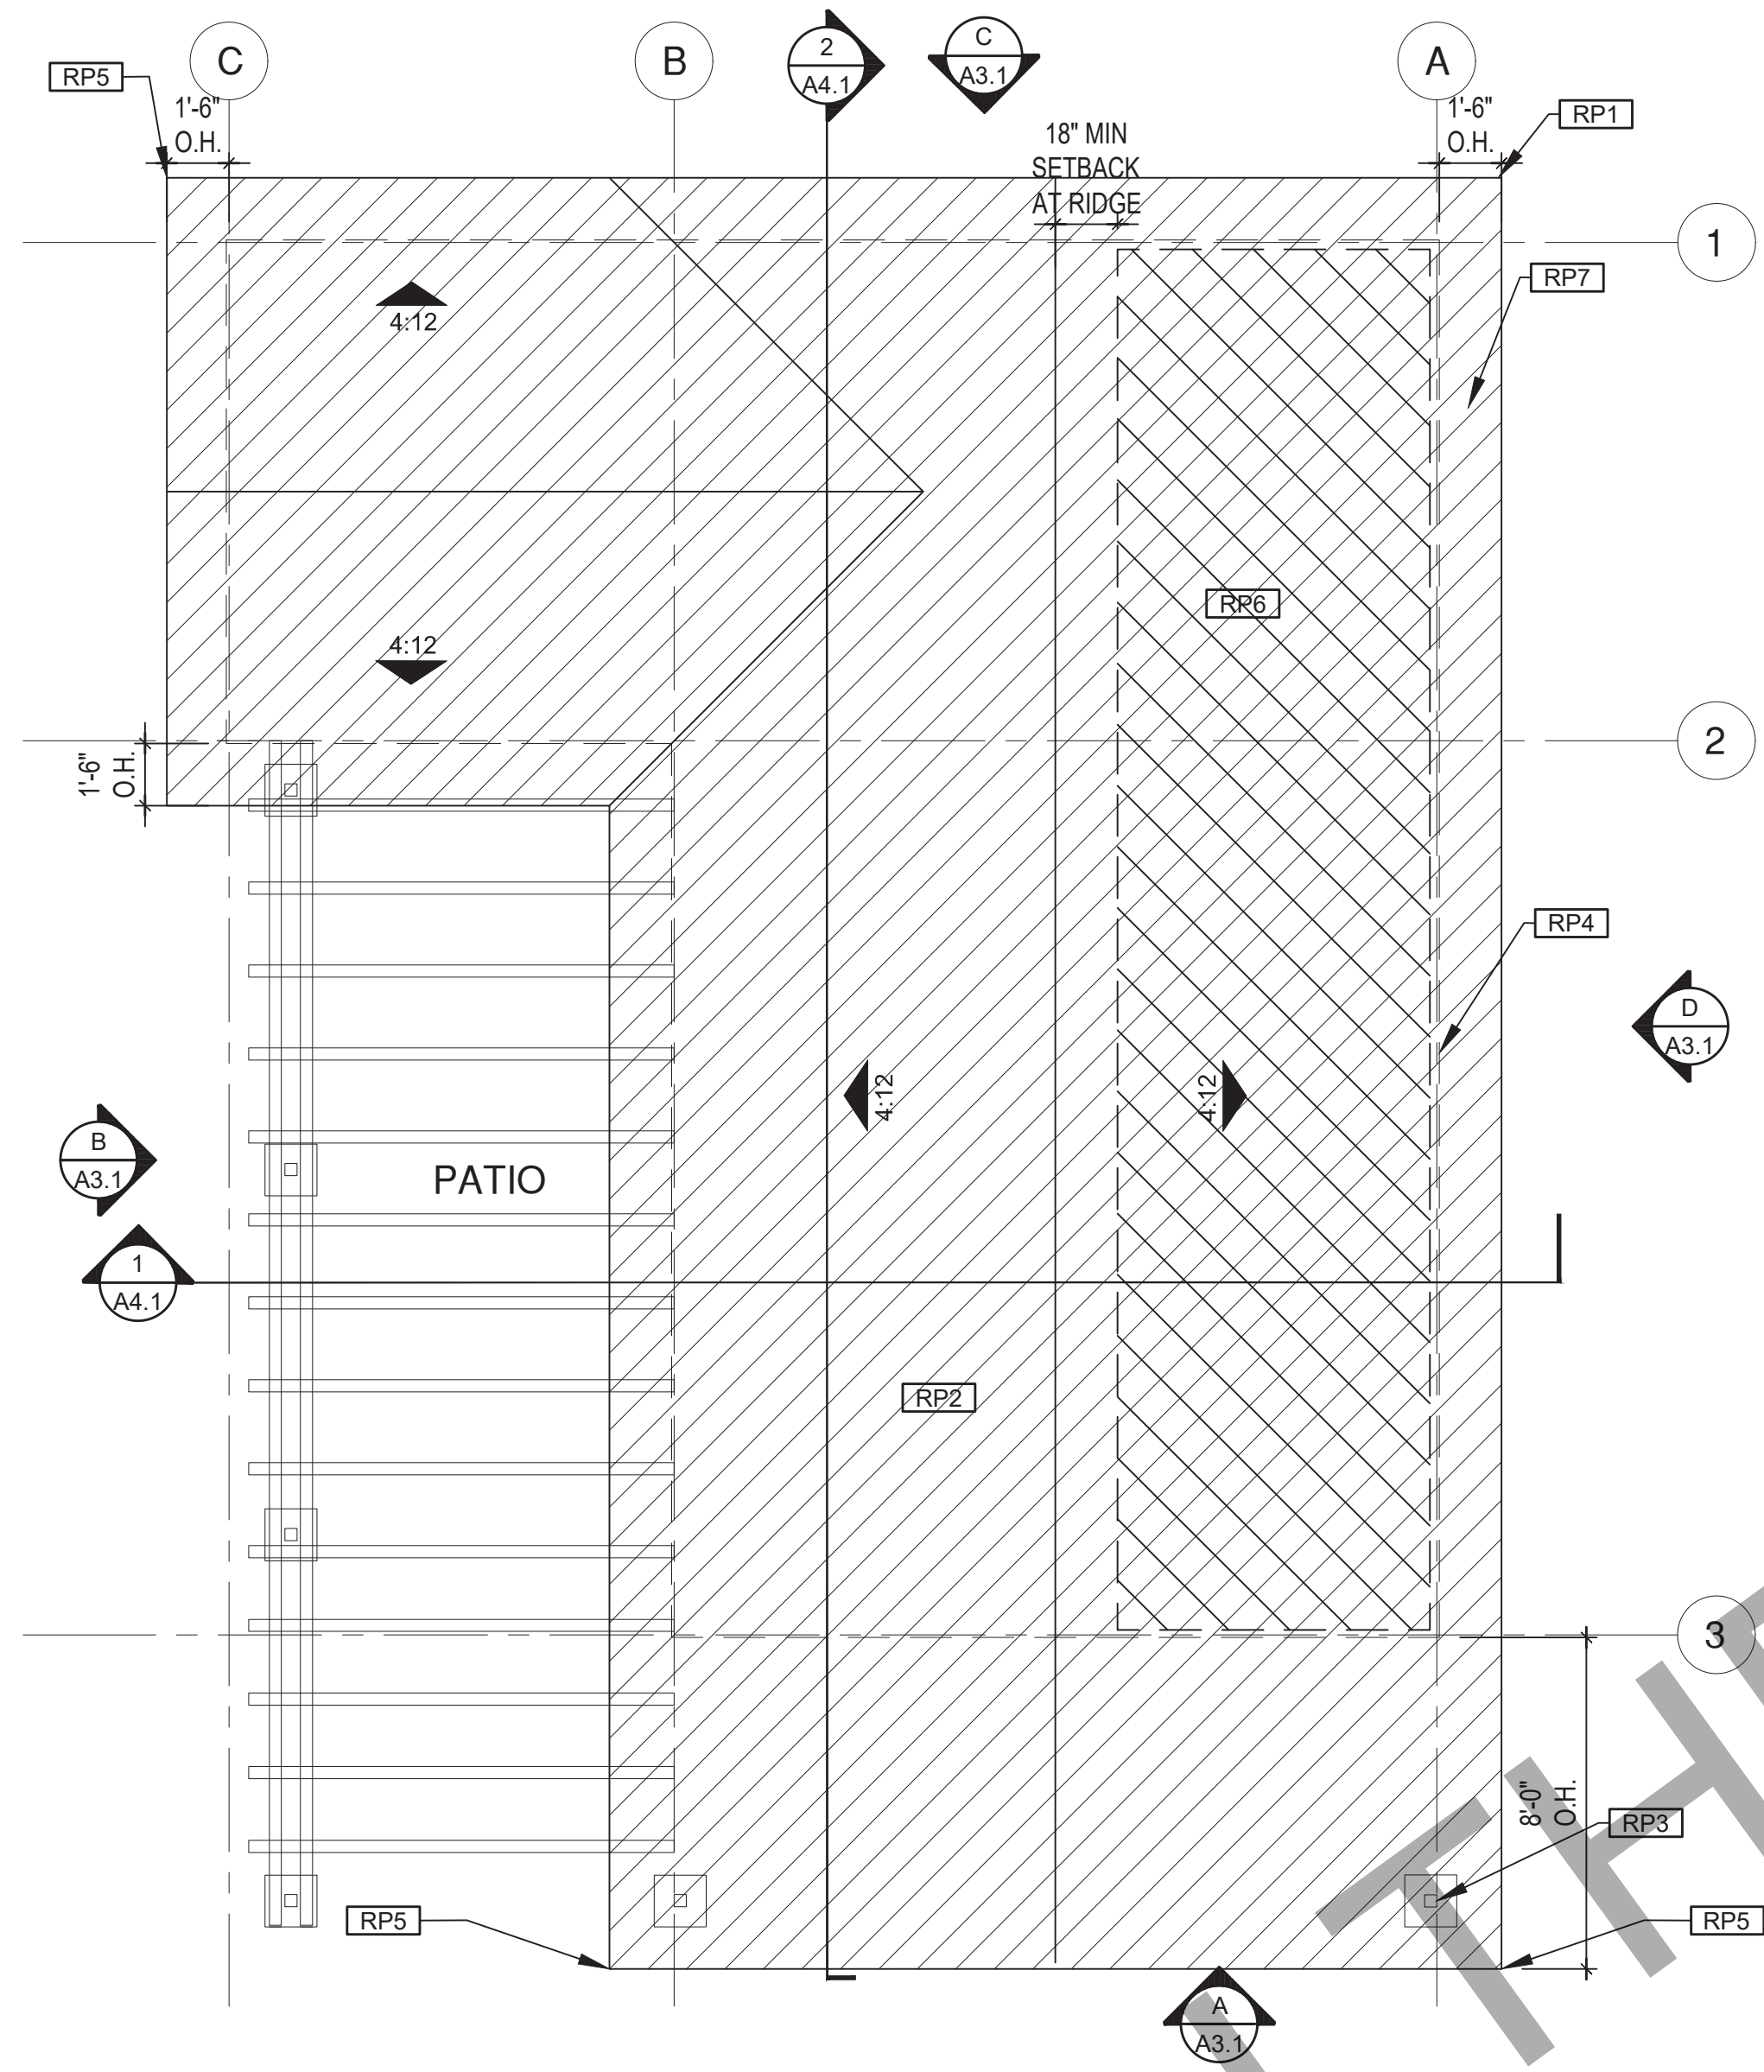 C
B
2
A4.1
C
A3.1
A
RP5
1'-6"
O.H.
18" MIN
SETBACK
AT RIDGE
1'-6"
O.H.
RP1
1
RP7
4:12
RP6
4:12
2
1'-6"
O.H.
RP4
D
A3.1
4:12
4:12
B
A3.1
PATIO
1
A4.1
RP2
3
8'-0"
O.H.
RP3
RP5
RP5
A
A3.1
TH